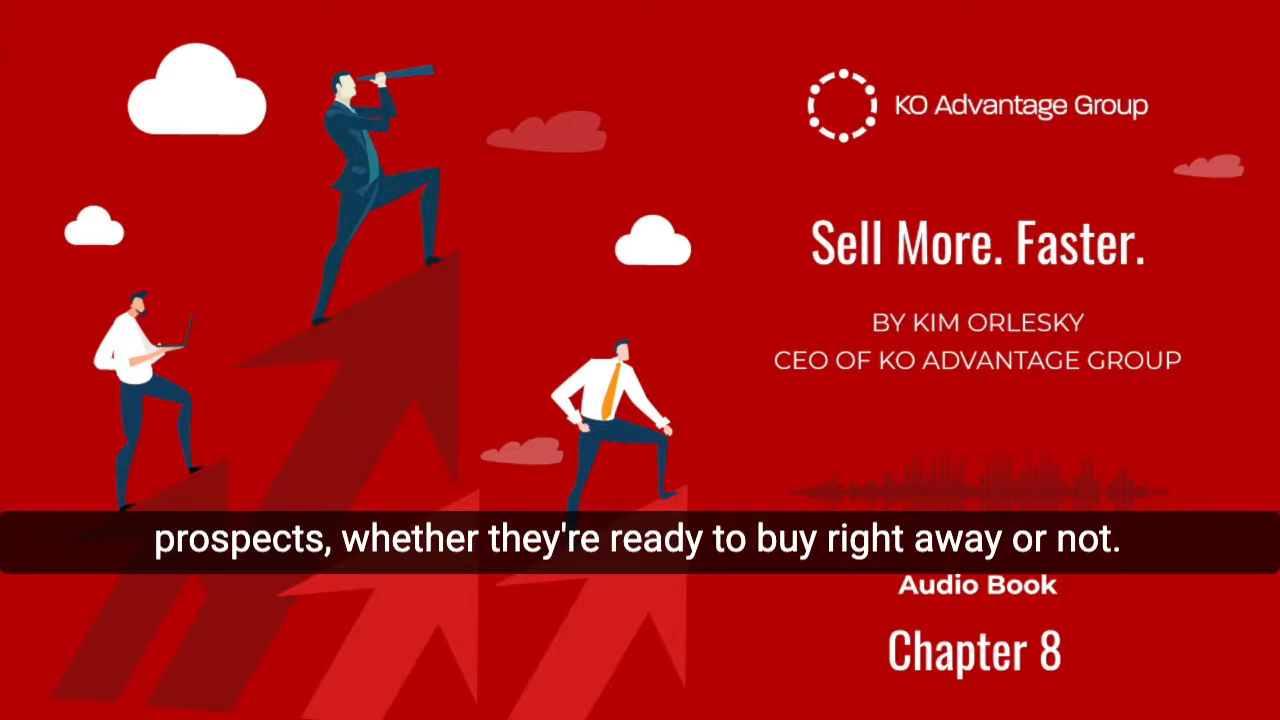 KO Advantage Group
Sell More. Faster.
BY KIM ORLESKY
CEO OF KO ADVANTAGE GROUP
prospects, whether they're ready to buy right away or not.
Audio Book
Chapter 8